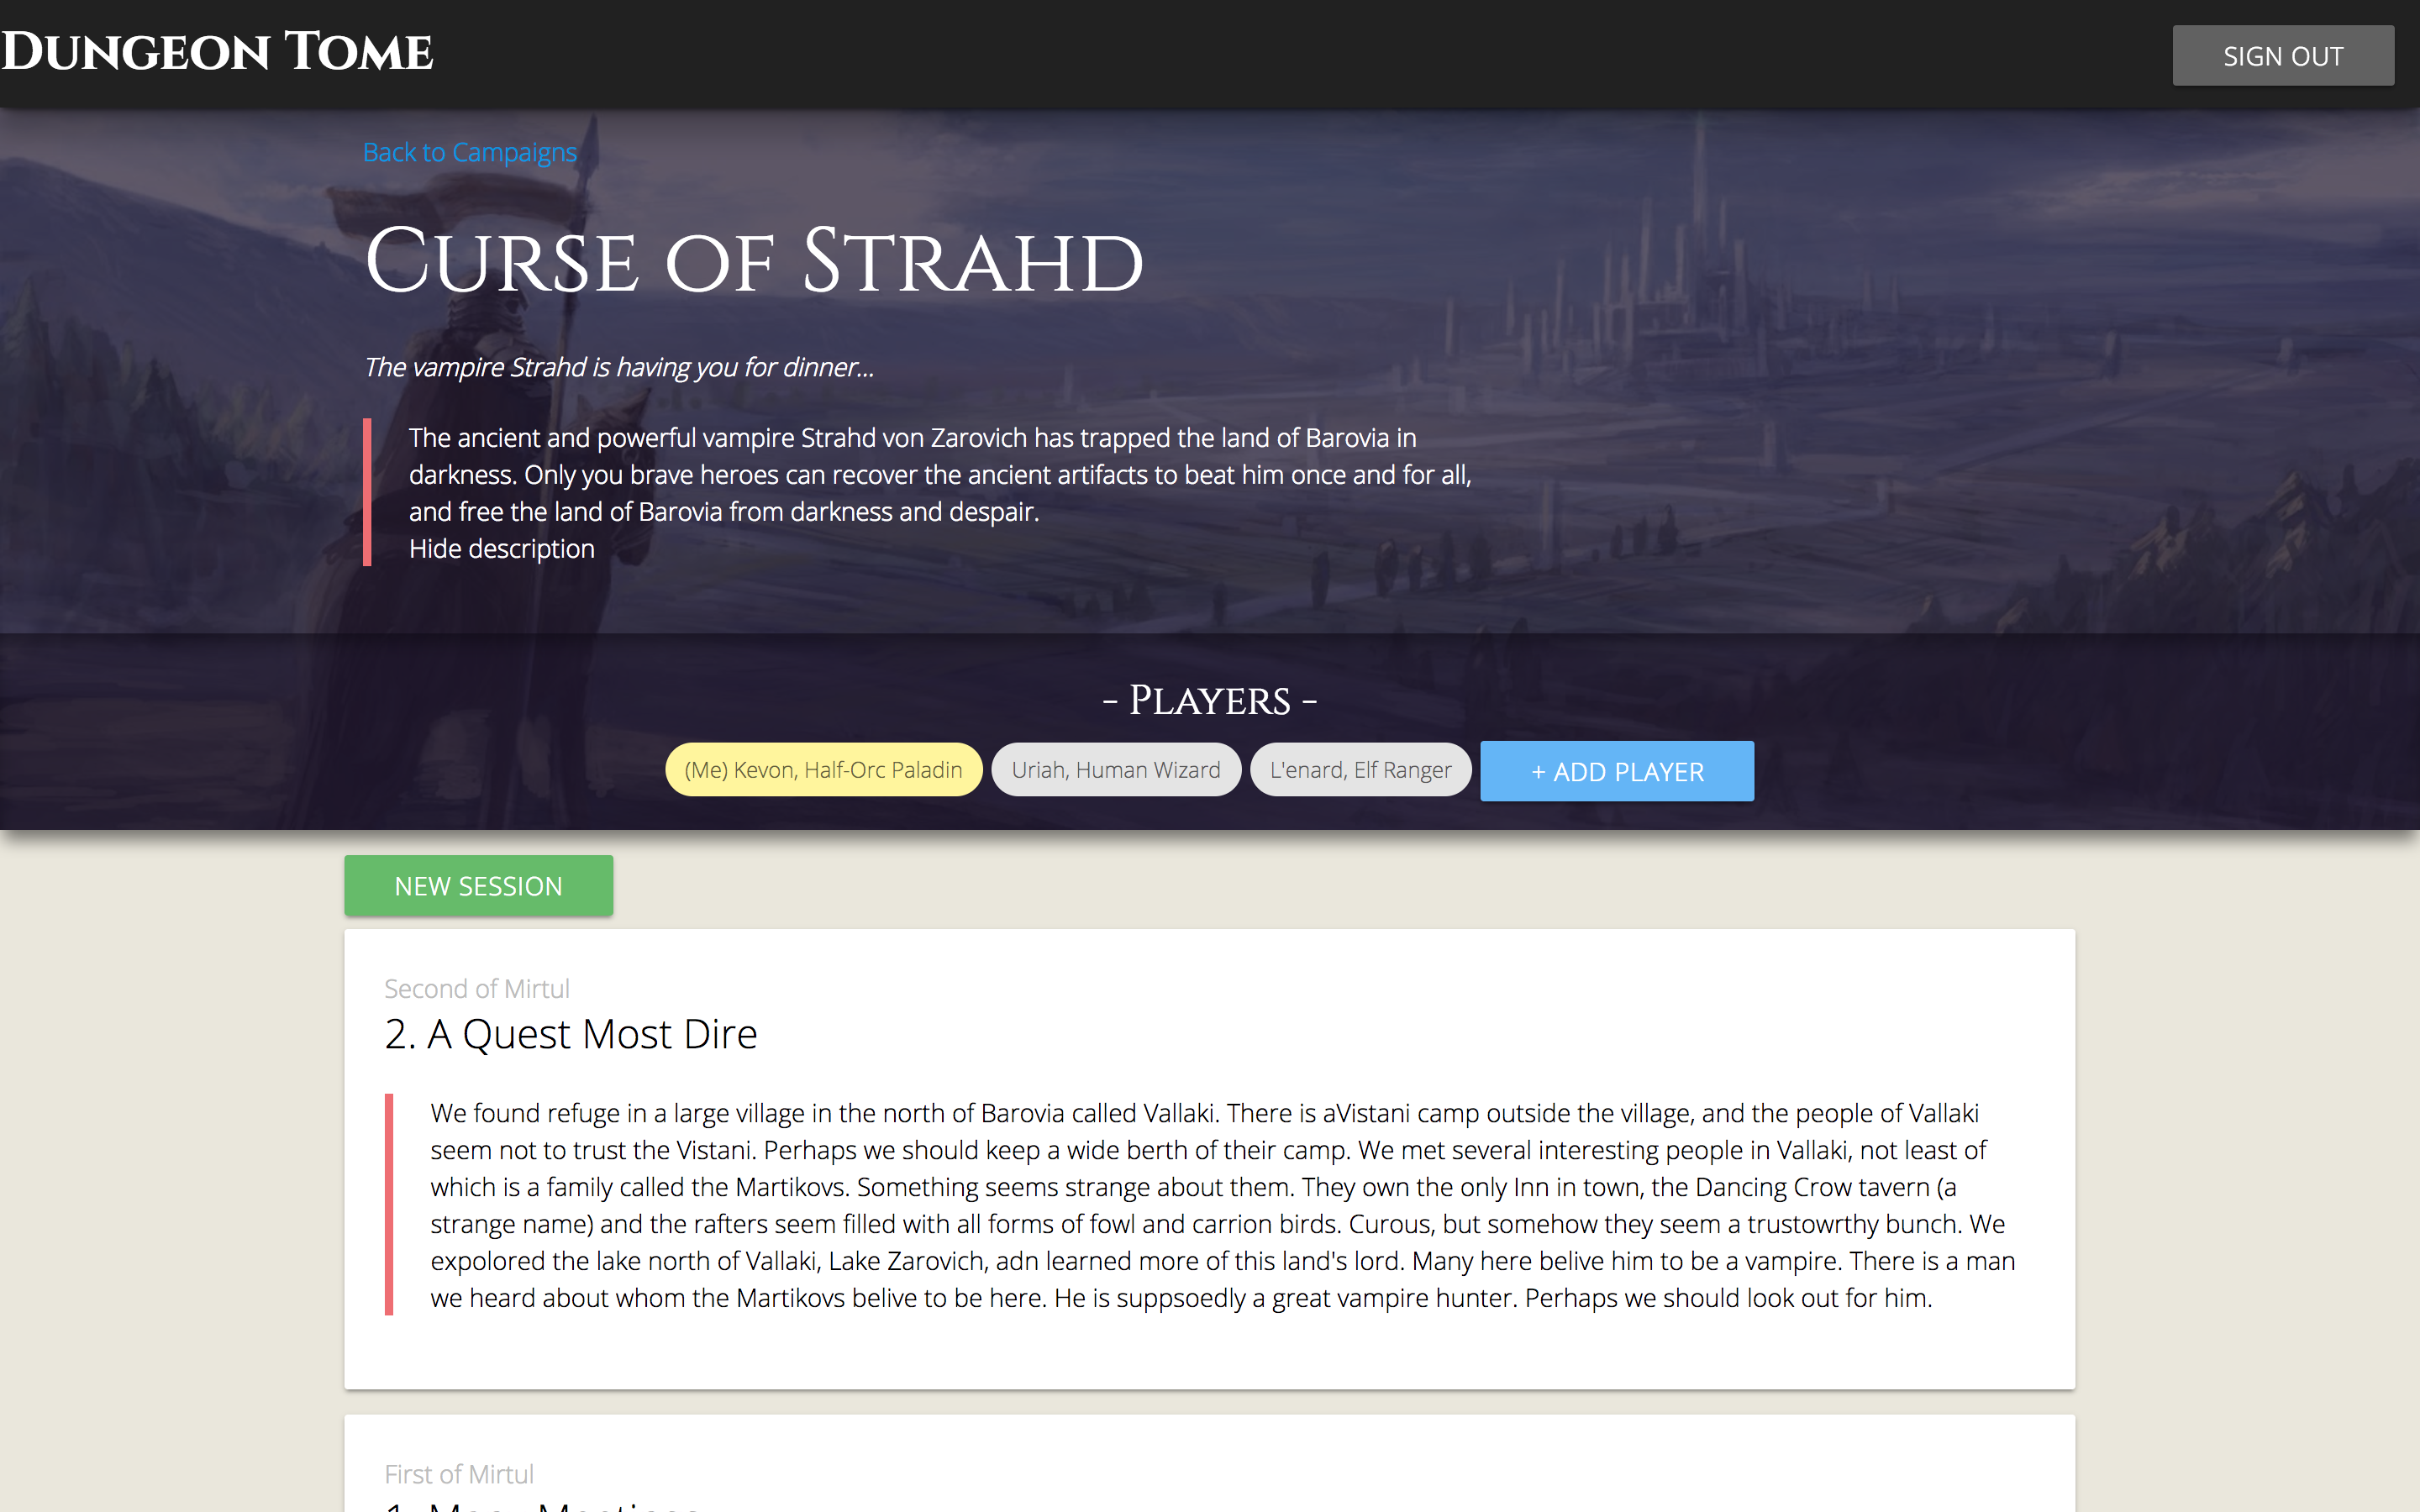 Dungeon Tome
SIGN OUT
Back to Campaigns
Curse of Strahd
The vampire Strahd is having you for dinner...
The ancient and powerful vampire Strahd von Zarovich has trapped the land of Barovia in
darkness. Only you brave heroes can recover the ancient artifacts to beat him once and for all,
and free the land of Barovia from darkness and despair.
Hide description
- Players -
(Me) Kevon, Half-Orc Paladin
Uriah, Human Wizard
L'enard, Elf Ranger
+ ADD PLAYER
NEW SESSION
Second of Mirtul
2. A Quest Most Dire
We found refuge in a large village in the north of Barovia called Vallaki. There is aVistani camp outside the village, and the people of Vallaki
seem not to trust the Vistani. Perhaps we should keep a wide berth of their camp. We met several interesting people in Vallaki, not least of
which is a family called the Martikovs. Something seems strange about them. They own the only Inn in town, the Dancing Crow tavern (a
strange name) and the rafters seem filled with all forms of fowl and carrion birds. Curous, but somehow they seem a trustowrthy bunch. We
expolored the lake north of Vallaki, Lake Zarovich, adn learned more of this land's lord. Many here belive him to be a vampire. There is a man
we heard about whom the Martikovs belive to be here. He is suppsoedly a great vampire hunter. Perhaps we should look out for him.
First of Mirtul